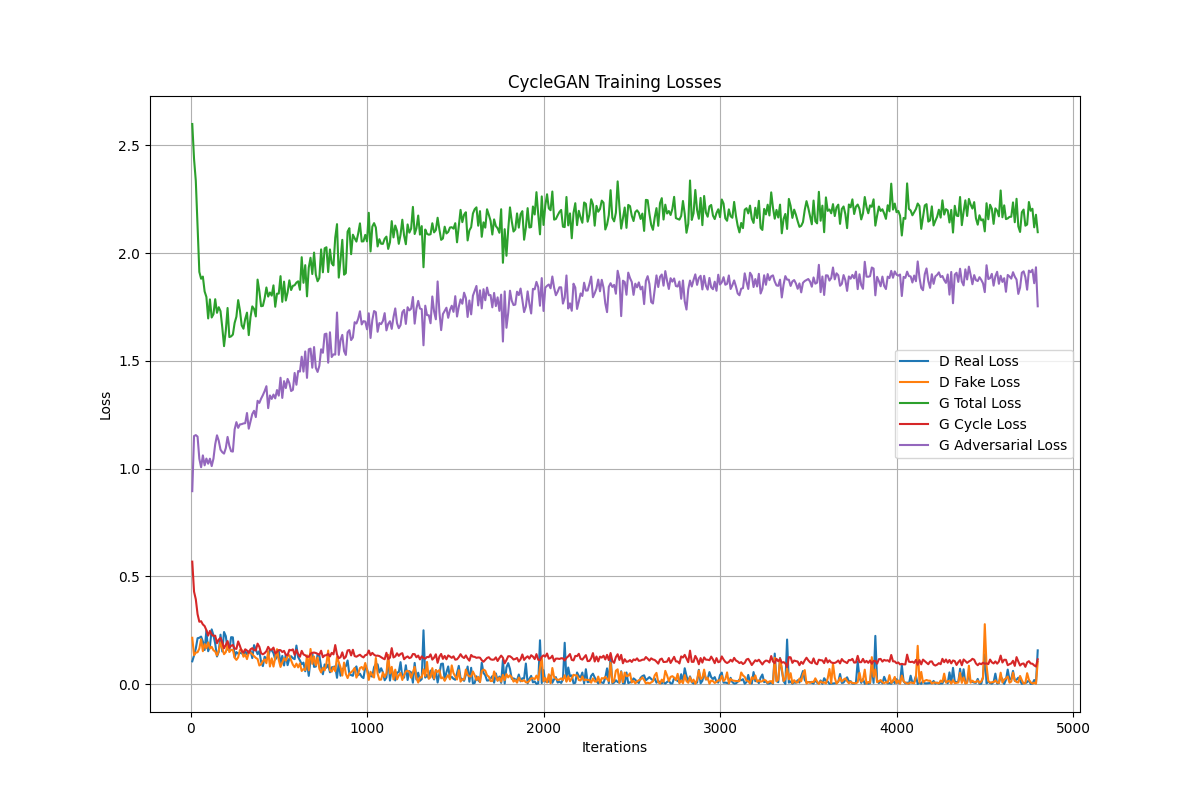 CycleGAN Training Losses
2.5
2.0
1.5
1.0
0.5
0.0
Loss
D Real Loss
D Fake Loss
G Total Loss
G Cycle Loss
G Adversarial Loss
0 1000 2000 3000 4000 5000
Iterations